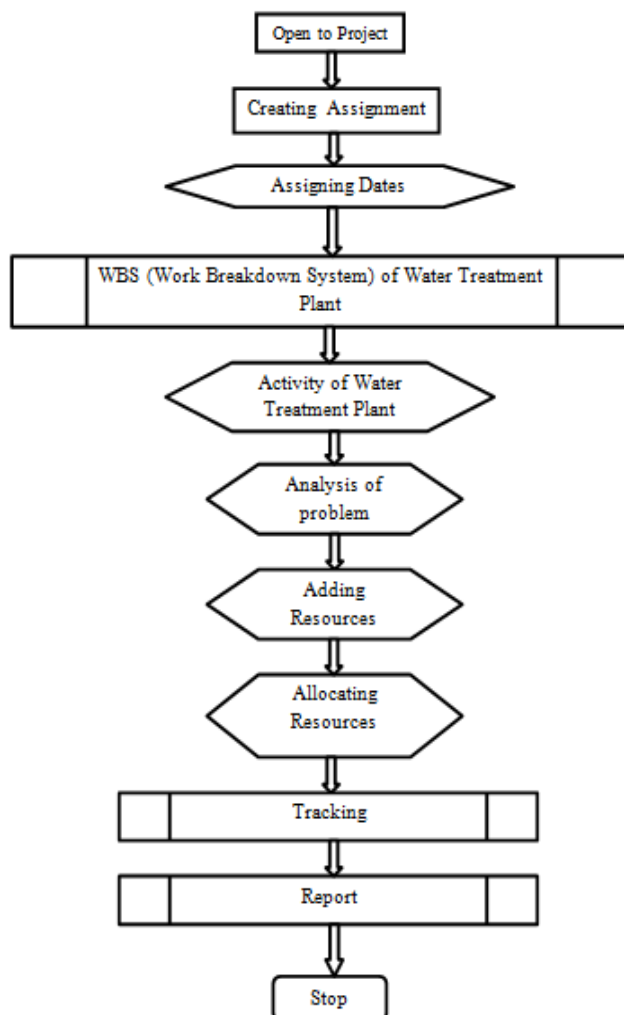 Open to Project
Creating Assignment
Assigning Dates
WBS (Work Breakdown System) of Water Treatment
Plant
Activity of Water
Treatment Plant
Analysis of
problem
Adding
Resources
Allocating
Resources
Tracking
Report
Stop